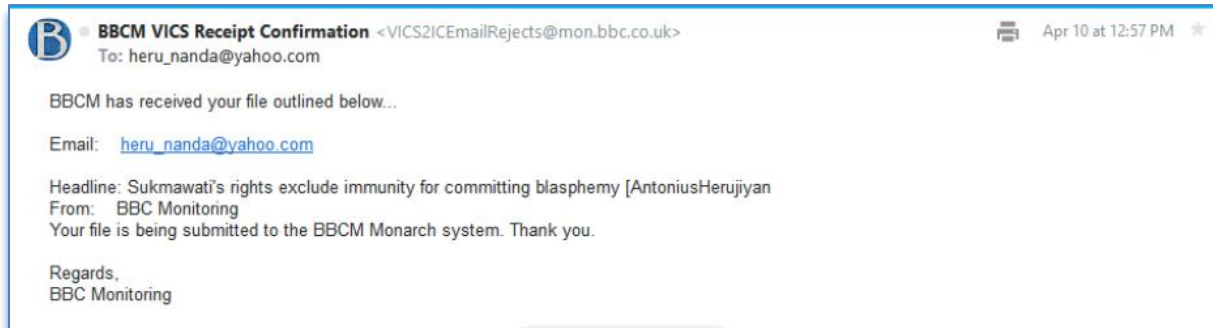 B
BBCM VICS Receipt Confirmation <VICS2ICEmailRejects@mon.bbc.co.uk> Apr 10 at 12:57 PM
To: heru_nanda@yahoo.com
BBCM has received your file outlined below...
Email: heru_nanda@yahoo.com
Headline: Sukmawati's rights exclude immunity for committing blasphemy [AntoniusHerujiyan
From: BBC Monitoring
Your file is being submitted to the BBCM Monarch system. Thank you.
Regards,
BBC Monitoring